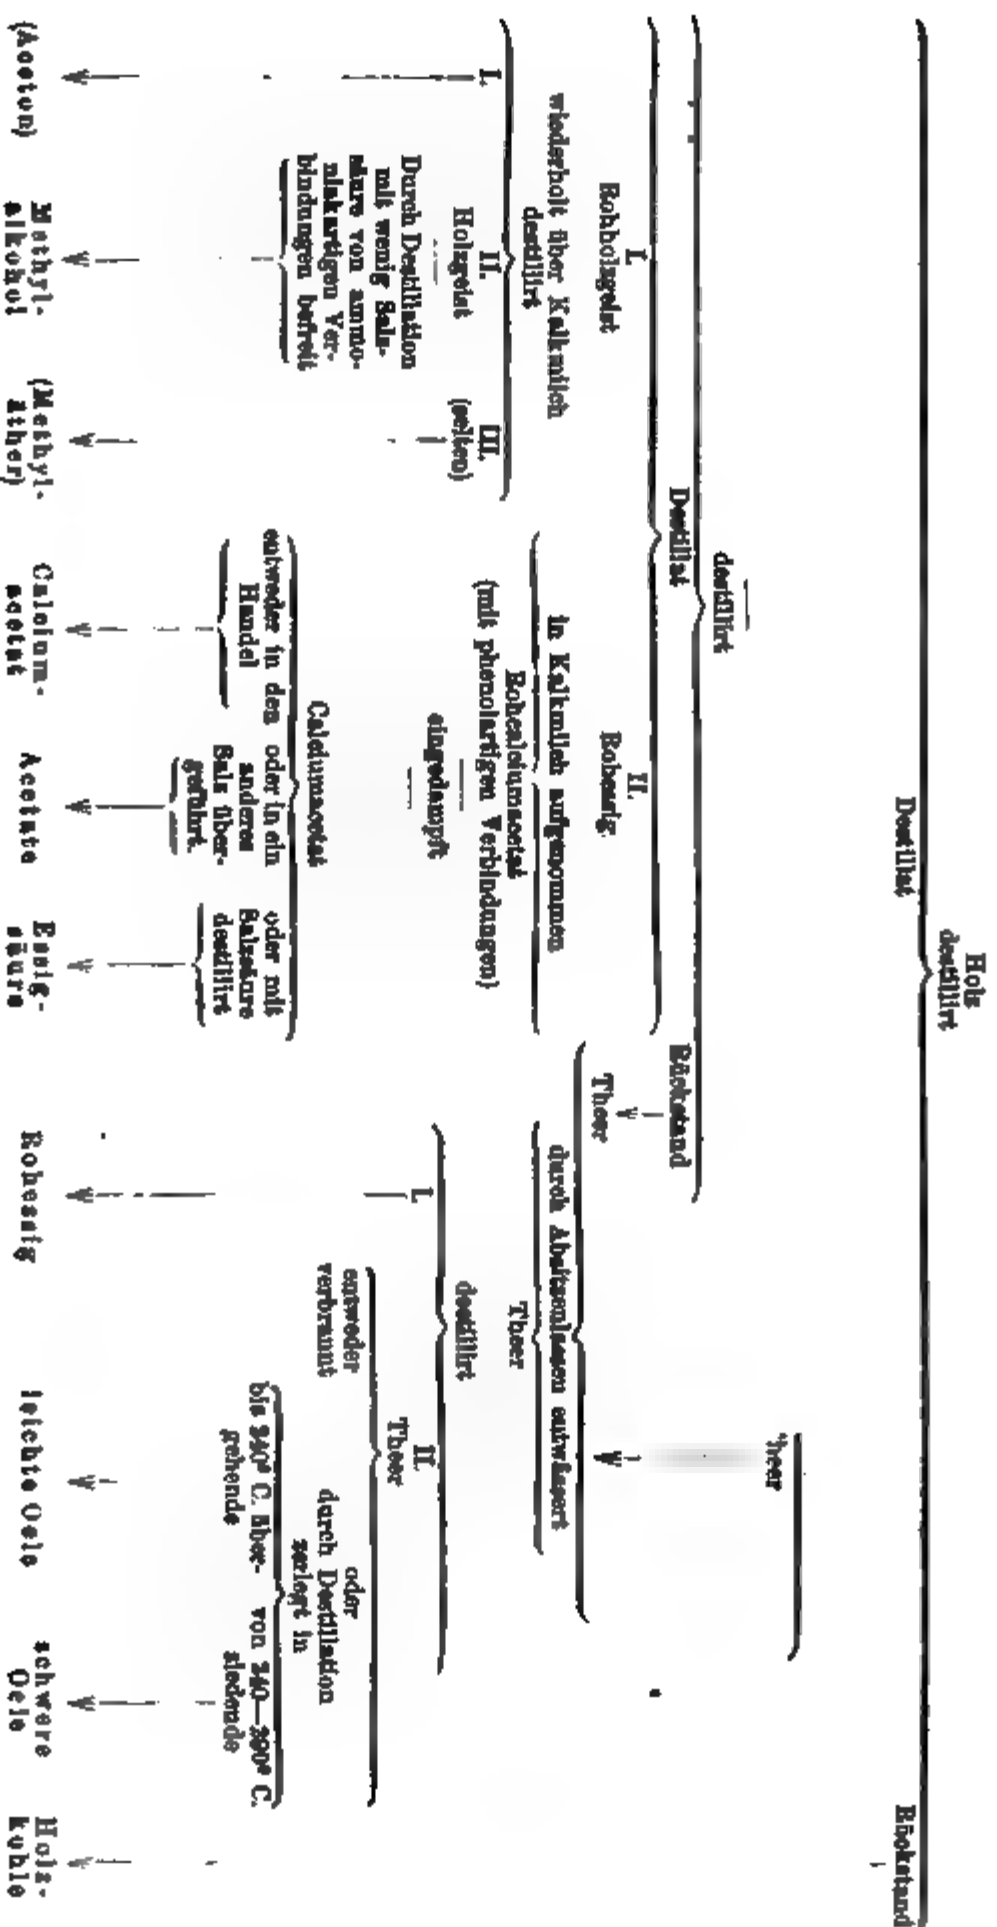 Holz
destillirt
Destillat
Rückstand
destillirt
heer
Destillat
Rückstand
I.
Rohholzgeist
II.
Rohessig
Theer
wiederholt über Kalkmilch
destillirt
in Kalkmilch aufgenommen
durch Absitzenlassen entwässert
Rohcalciumacetat
(mit phenolartigen Verbindungen)
Theer
I.
II.
Holzgeist
III.
(selten)
eingedampft
destillirt
Durch Destillation
mit wenig Salz-
säure von ammo-
niakartigen Ver-
bindungen befreit
I.
II.
Theer
Calciumacetat
entweder
verbrannt
oder
durch Destillation
zerlegt in
entweder in den
Handel
oder in ein
anderes
Salz über-
geführt.
oder mit
Salzsäure
destillirt
bis 240° C. über-
gehende
von 240—290° C.
siedende
(Aceton)
Methyl-
alkohol
(Methyl-
äther)
Calcium-
acetat
Acetate
Essig-
säure
Rohessig
leichte Oele
schwere
Oele
Holz-
kohle